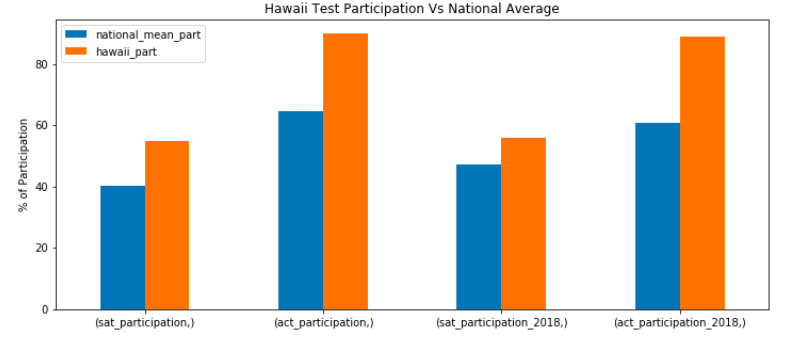 Hawaii Test Participation Vs National Average
national_mean_part
hawaii_part
% of Participation
80
60
40
20
0
(sat_participation,)
(act_participation,)
(sat_participation_2018,)
(act_participation_2018,)